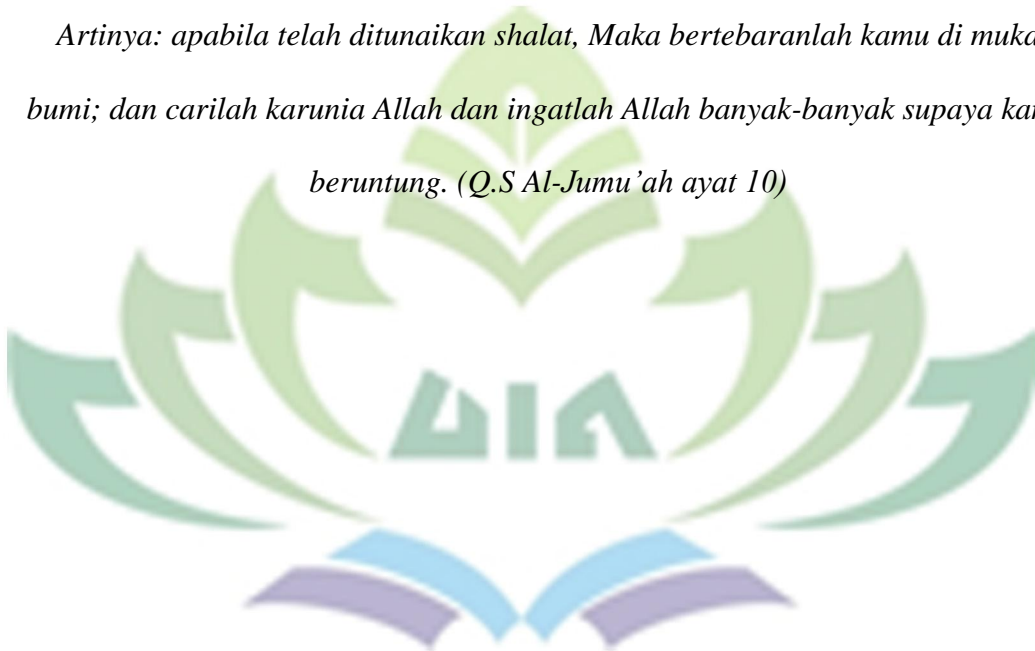 Artinya: apabila telah ditunaikan shalat, Maka bertebaranlah kamu di muka
bumi; dan carilah karunia Allah dan ingatlah Allah banyak-banyak supaya
beruntung. (Q.S Al-Jumu’ah ayat 10)